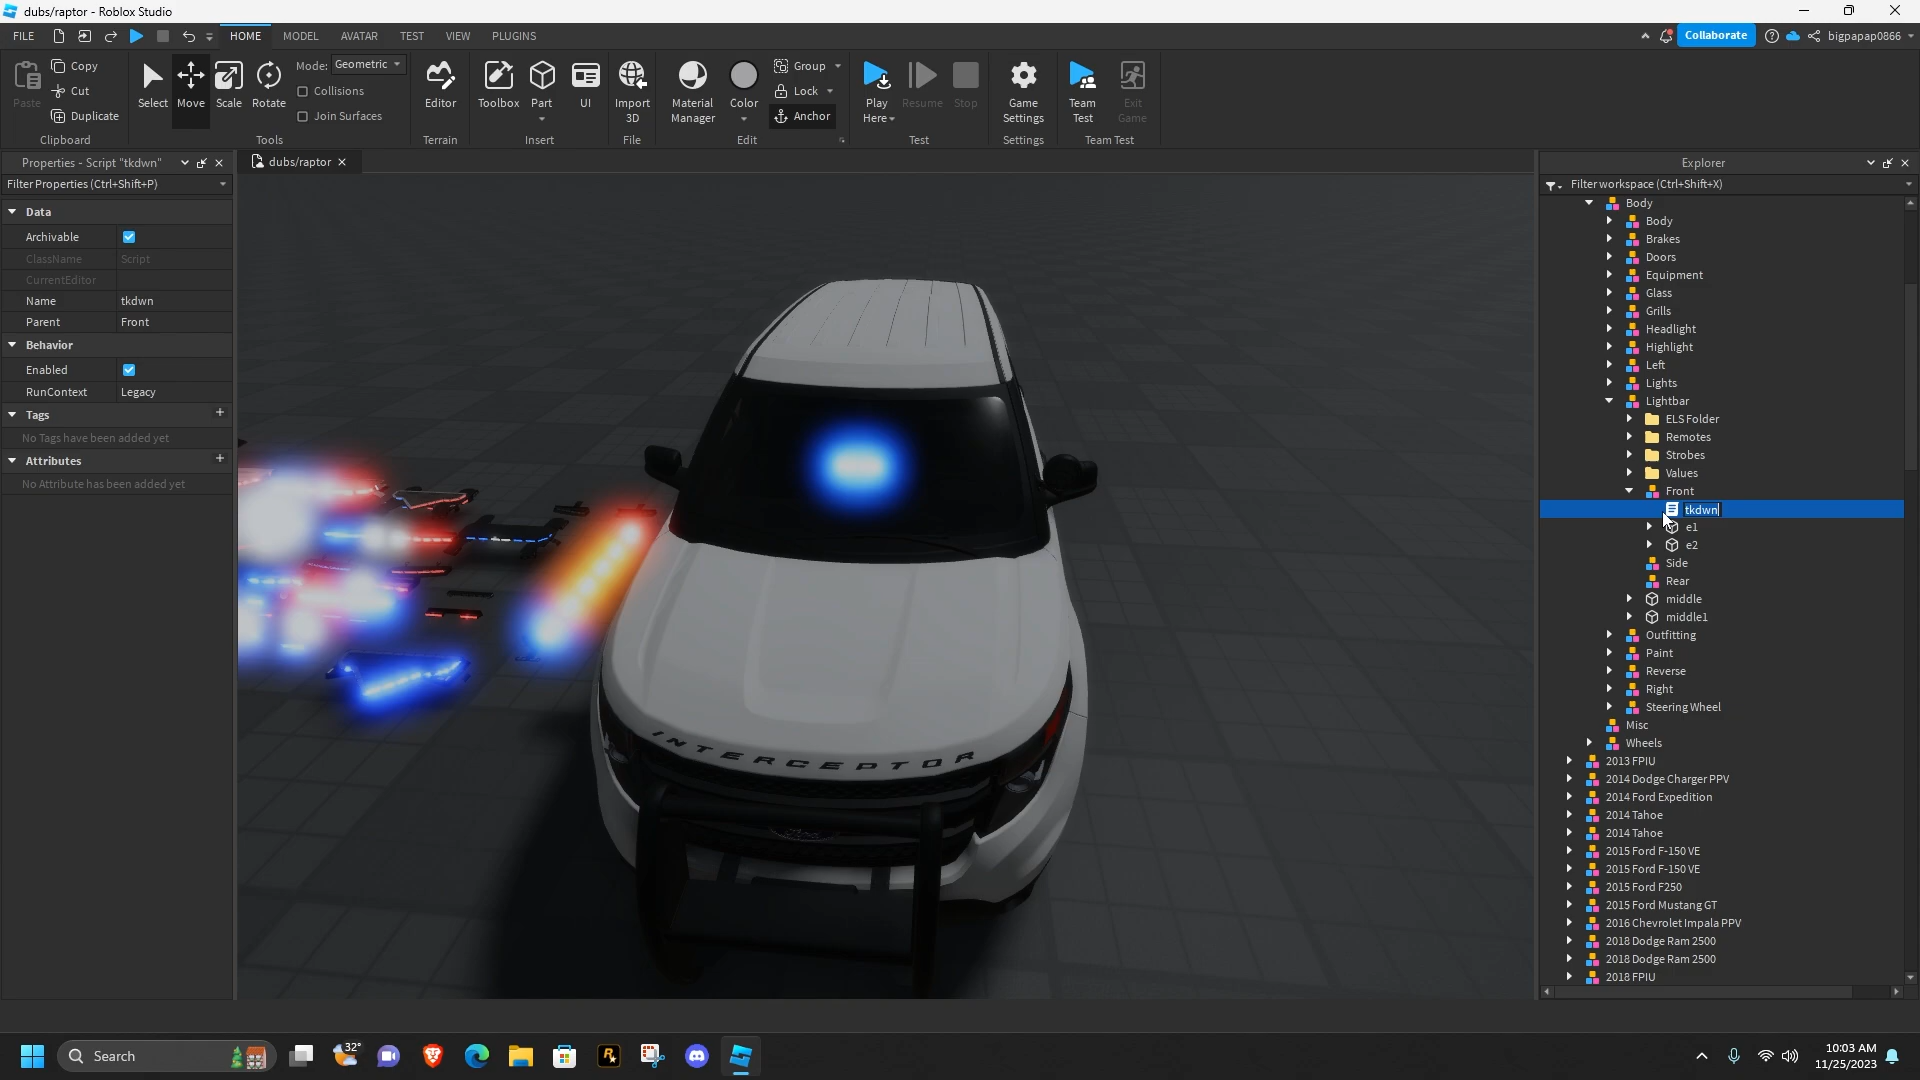 dubs/raptor - Roblox Studio
FILE HOME MODEL AVATAR TEST VIEW PLUGINS Collaborate bigpapap0866
Paste Copy Cut Duplicate Clipboard
Select Move Scale Rotate Mode: Geometric Collisions Join Surfaces Tools
Editor Terrain
Toolbox Part UI Insert
Import 3D File
Material Manager Color Group Lock Anchor Edit
Play Here Resume Stop Test
Game Settings Settings
Team Test Exit Game Team Test
Properties - Script "tkdwn"
Filter Properties (Ctrl+Shift+P)
Data
Archivable
ClassName Script
CurrentEditor
Name tkdwn
Parent Front
Behavior
Enabled
RunContext Legacy
Tags
No Tags have been added yet
Attributes
No Attribute has been added yet
dubs/raptor
INTERCEPTOR
Ford
Explorer
Filter workspace (Ctrl+Shift+X)
Body
Body
Brakes
Doors
Equipment
Glass
Grills
Headlight
Highlight
Left
Lights
Lightbar
ELS Folder
Remotes
Strobes
Values
Front
tkdwn
e1
e2
Side
Rear
middle
middle1
Outfitting
Paint
Reverse
Right
Steering Wheel
Misc
Wheels
2013 FPIU
2014 Dodge Charger PPV
2014 Ford Expedition
2014 Tahoe
2014 Tahoe
2015 Ford F-150 VE
2015 Ford F-150 VE
2015 Ford F250
2015 Ford Mustang GT
2016 Chevrolet Impala PPV
2018 Dodge Ram 2500
2018 Dodge Ram 2500
2018 FPIU
Search
32°
10:03 AM
11/25/2023